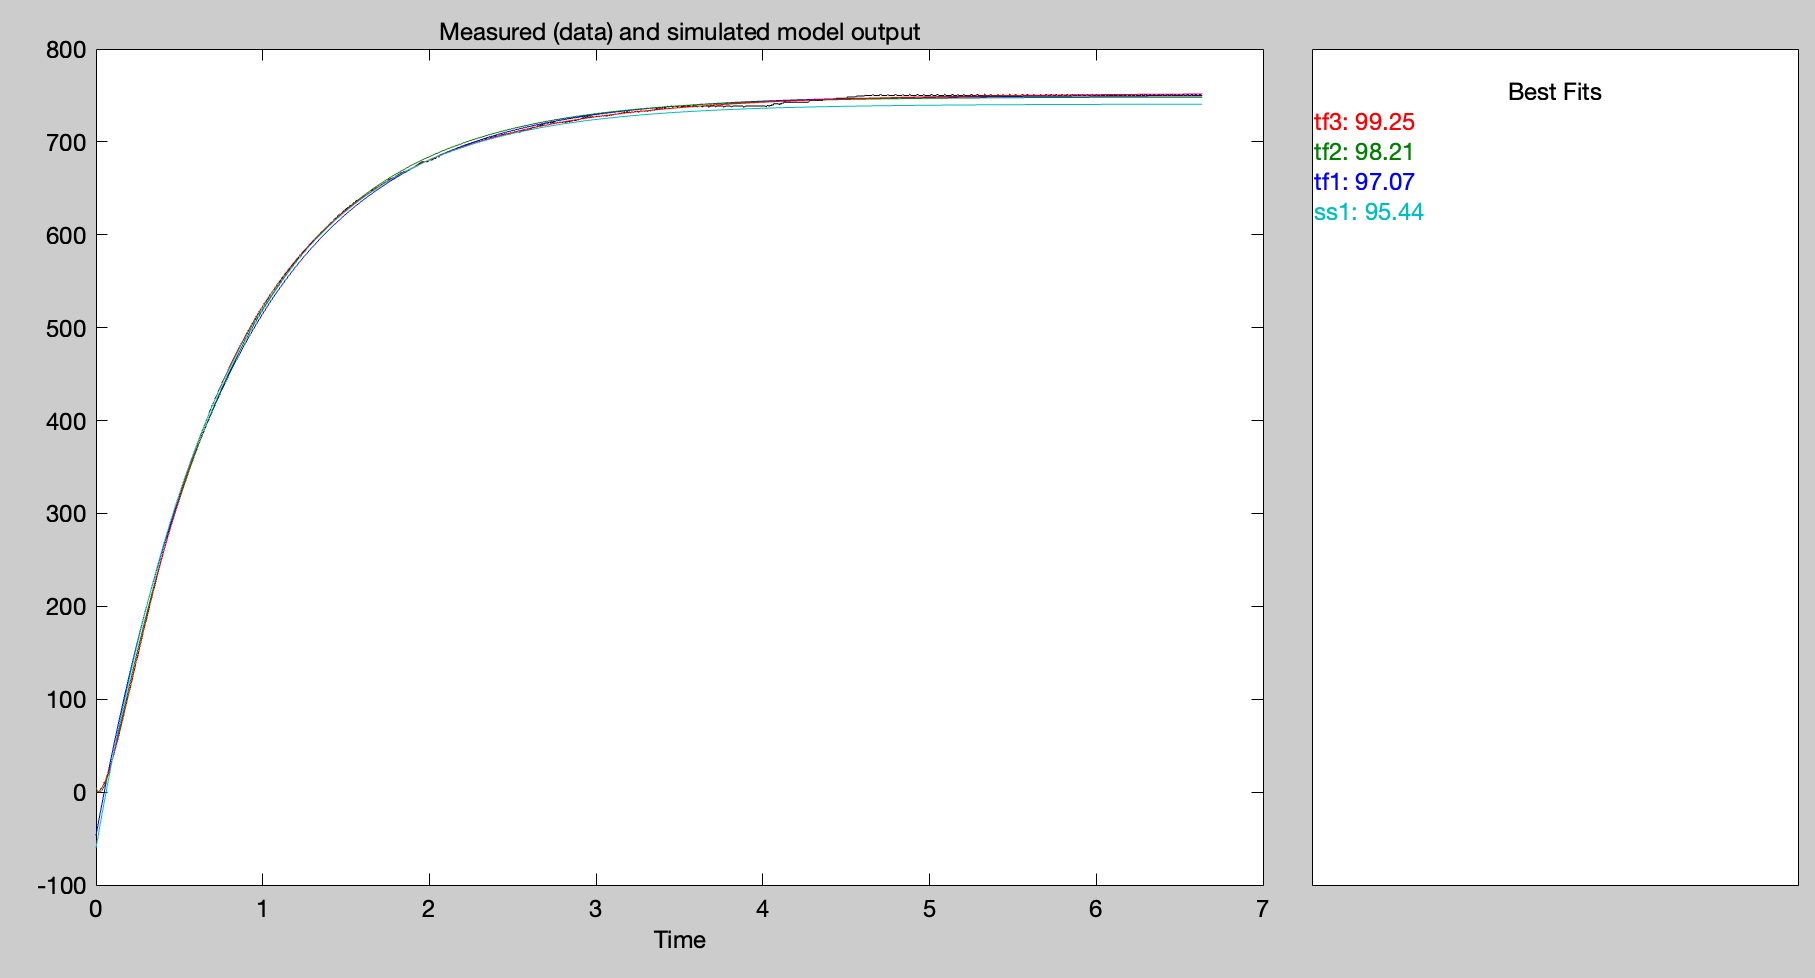 Measured (data) and simulated model output
800
700
600
500
400
300
200
100
0
-100
0 1 2 3 4 5 6 7
Time
Best Fits
tf3: 99.25
tf2: 98.21
tf1: 97.07
ss1: 95.44